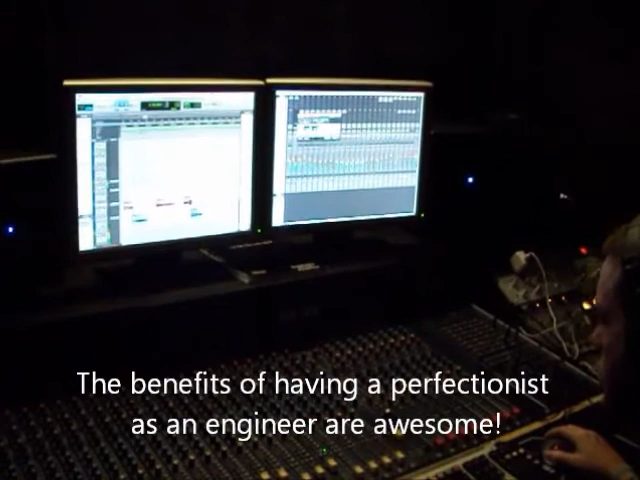 The benefits of having a perfectionist
as an engineer are awesome!